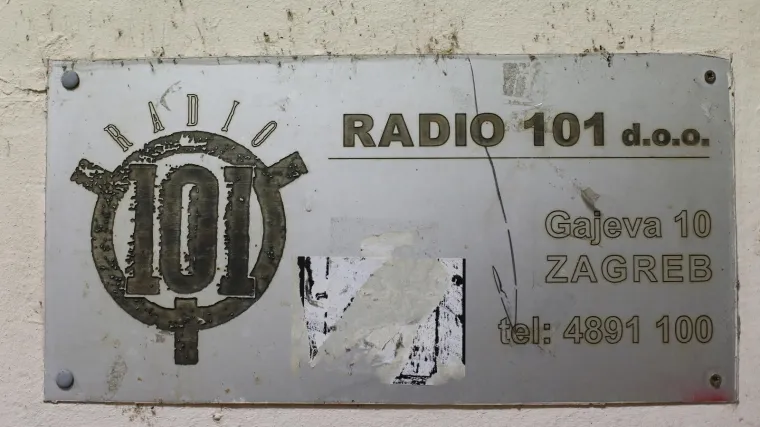 RADIO
101
RADIO 101 d.o.o.
Gajeva 10
ZAGREB
tel: 4891 100